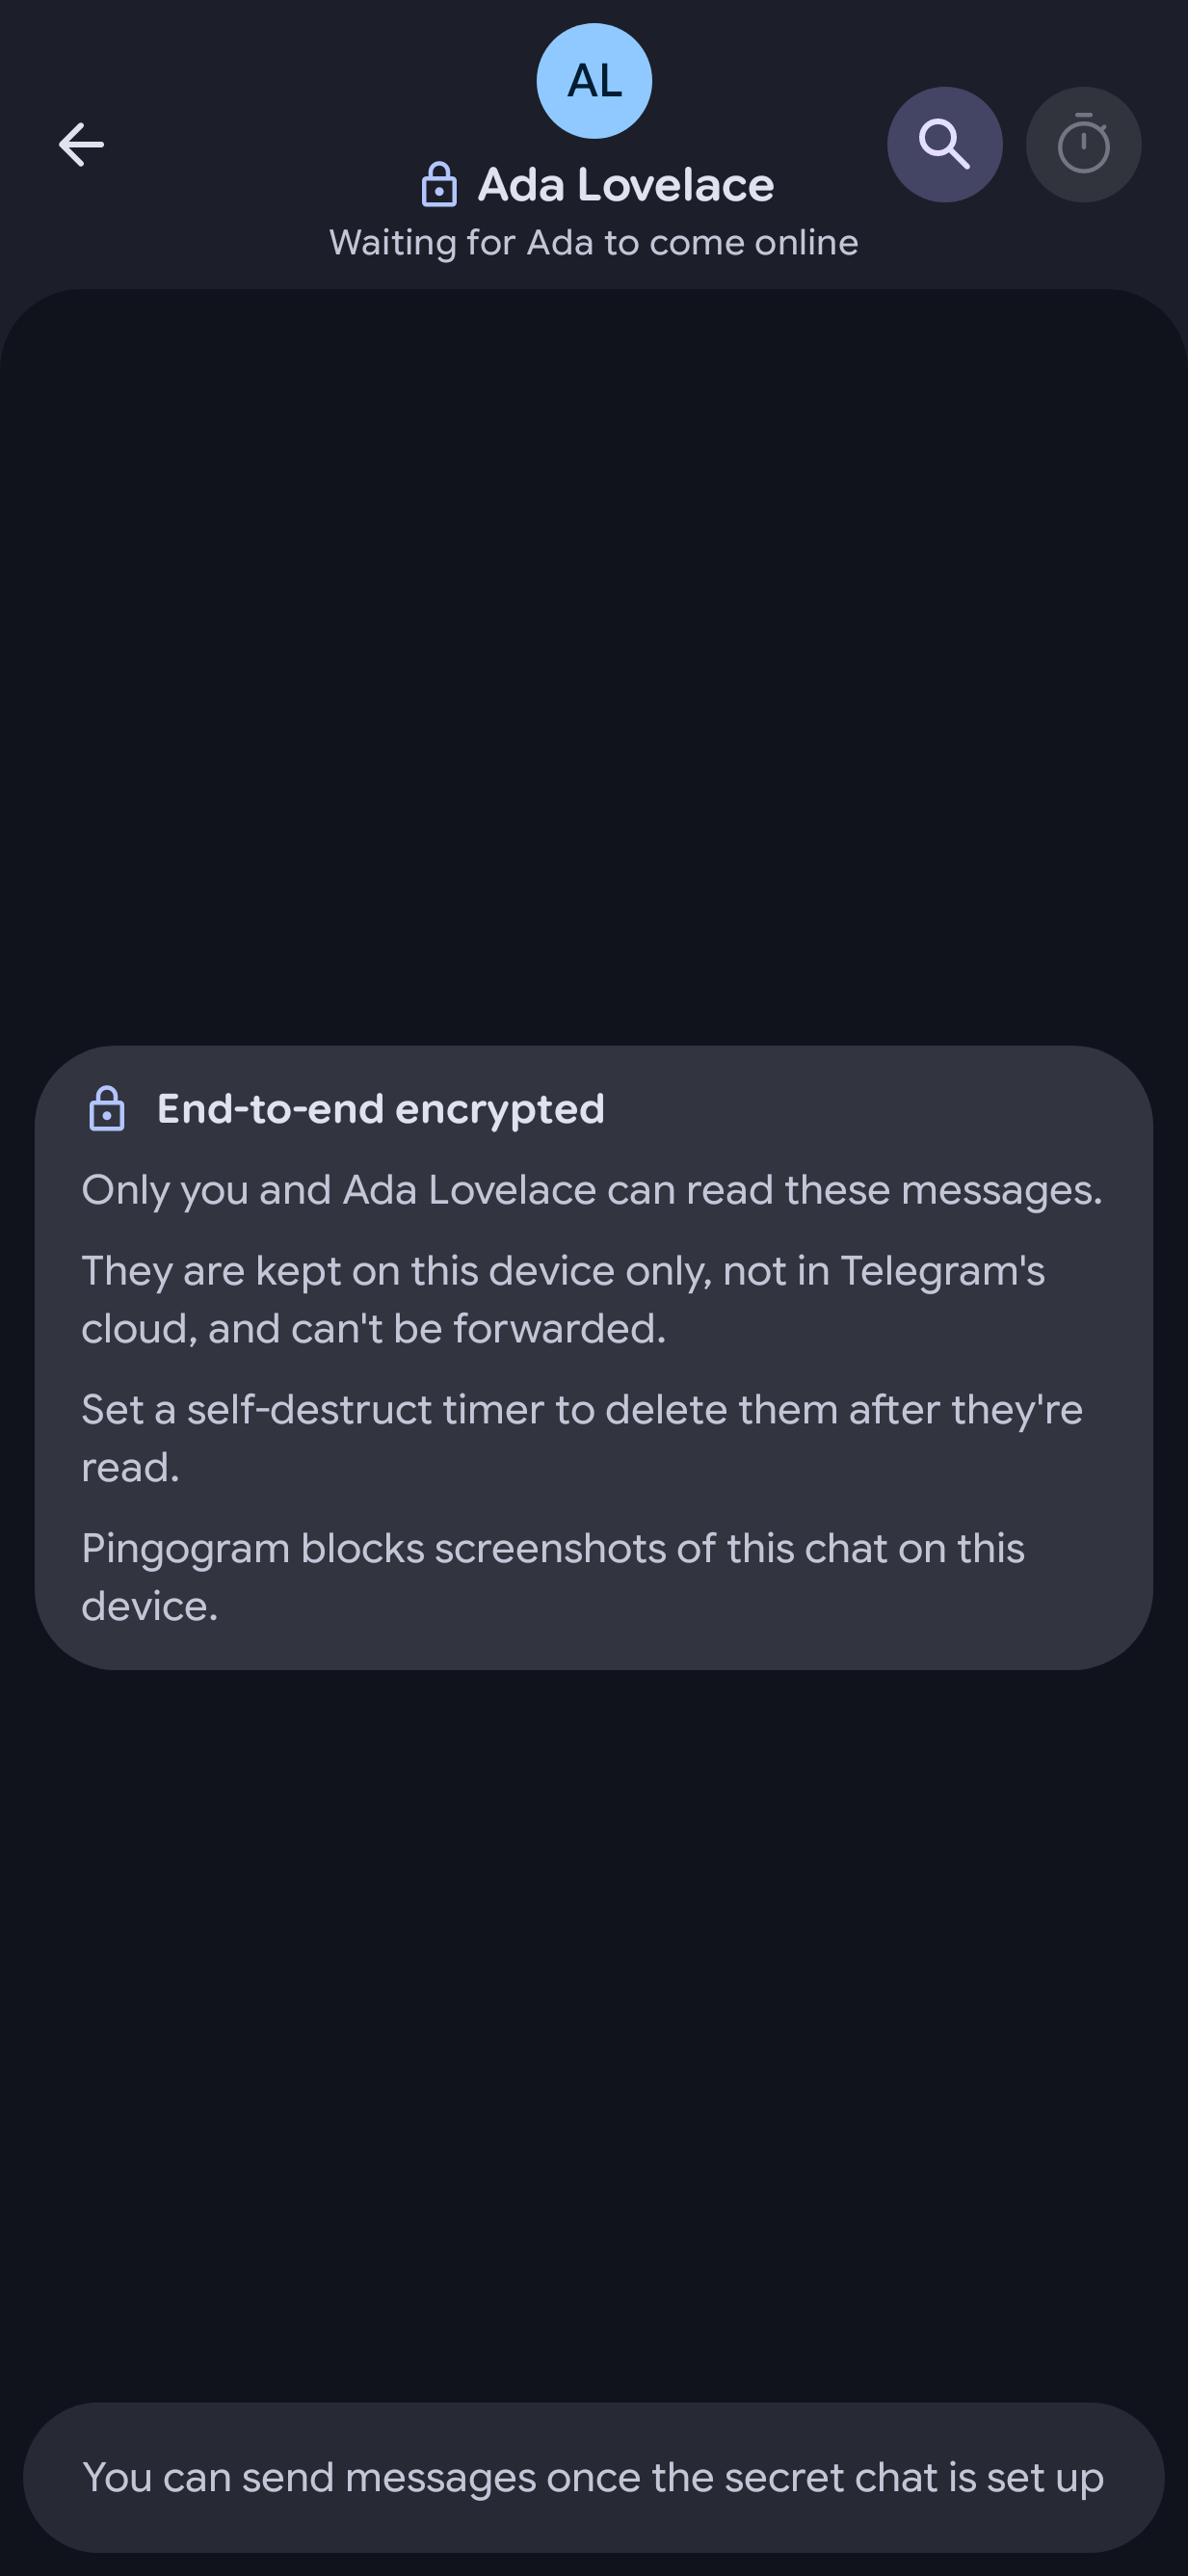 AL
Ada Lovelace
Waiting for Ada to come online
End-to-end encrypted
Only you and Ada Lovelace can read these messages.
They are kept on this device only, not in Telegram's
cloud, and can't be forwarded.
Set a self-destruct timer to delete them after they're
read.
Pingogram blocks screenshots of this chat on this
device.
You can send messages once the secret chat is set up